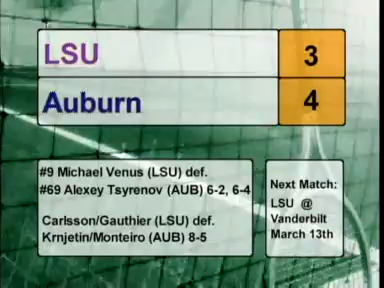 LSU 3
Auburn 4
#9 Michael Venus (LSU) def.
#69 Alexey Tsyrenov (AUB) 6-2, 6-4
Carlsson/Gauthier (LSU) def.
Krnjetin/Monteiro (AUB) 8-5
Next Match:
LSU @
Vanderbilt
March 13th